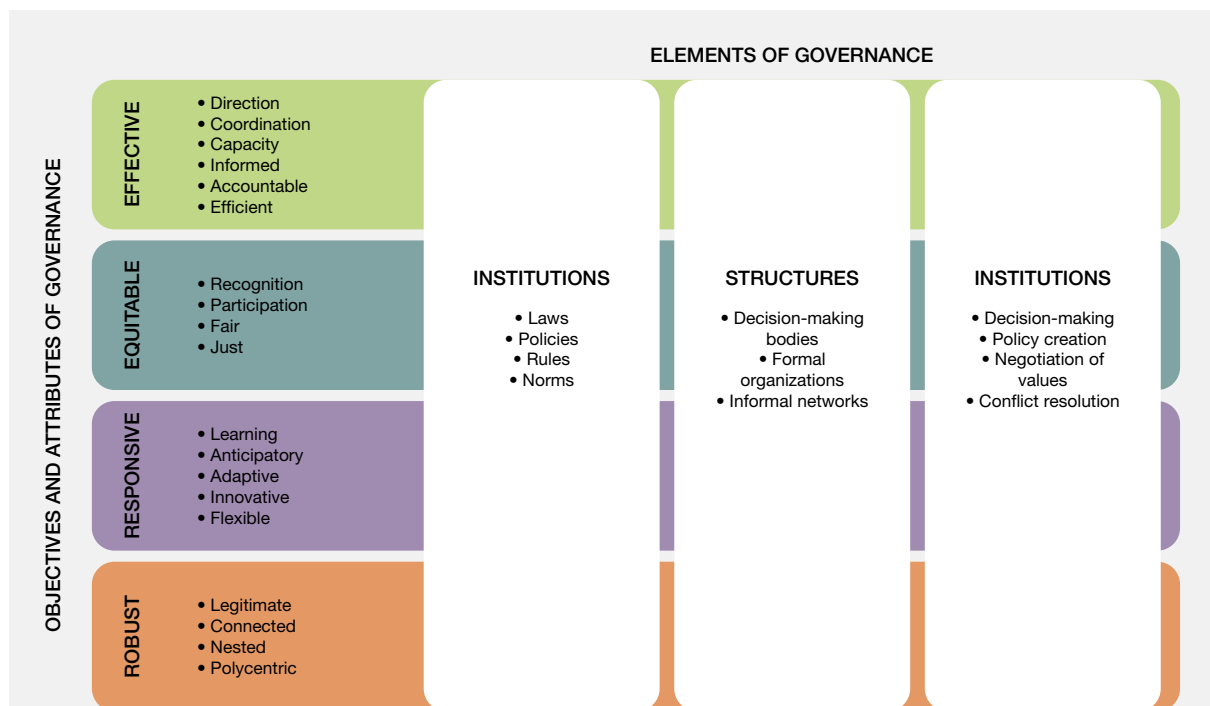 ELEMENTS OF GOVERNANCE
OBJECTIVES AND ATTRIBUTES OF GOVERNANCE
EFFECTIVE
• Direction
• Coordination
• Capacity
• Informed
• Accountable
• Efficient
EQUITABLE
• Recognition
• Participation
• Fair
• Just
RESPONSIVE
• Learning
• Anticipatory
• Adaptive
• Innovative
• Flexible
ROBUST
• Legitimate
• Connected
• Nested
• Polycentric
INSTITUTIONS
• Laws
• Policies
• Rules
• Norms
STRUCTURES
• Decision-making
bodies
• Formal
organizations
• Informal networks
INSTITUTIONS
• Decision-making
• Policy creation
• Negotiation of
values
• Conflict resolution